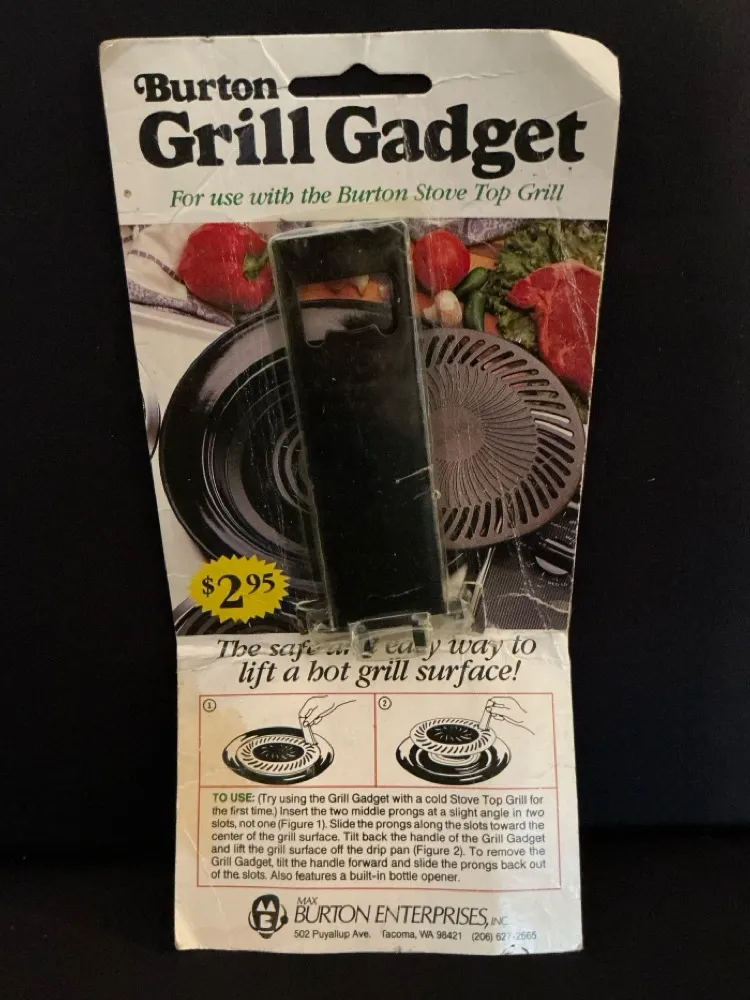 Burton
Grill Gadget
For use with the Burton Stove Top Grill
$2.95
The safe and easy way to
lift a hot grill surface!
1
2
TO USE: (Try using the Grill Gadget with a cold Stove Top Grill for
the first time.) Insert the two middle prongs at a slight angle in two
slots, not one (Figure 1). Slide the prongs along the slots toward the
center of the grill surface. Tilt back the handle of the Grill Gadget
and lift the grill surface off the drip pan (Figure 2). To remove the
Grill Gadget, tilt the handle forward and slide the prongs back out
of the slots. Also features a built-in bottle opener.
MAX
BURTON ENTERPRISES, INC.
502 Puyallup Ave. Tacoma, WA 98421 (206) 627-2665